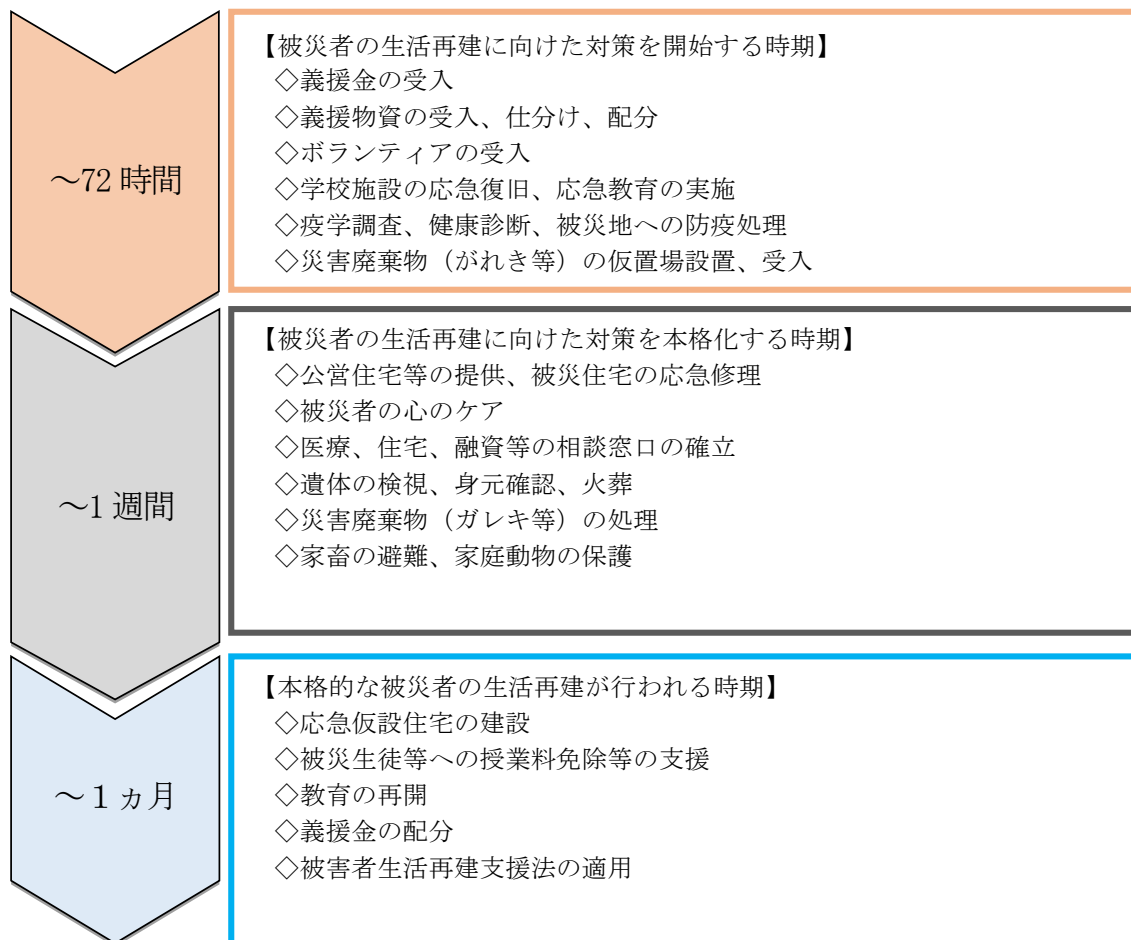 ～72 時間
【被災者の生活再建に向けた対策を開始する時期】
◇義援金の受入
◇義援物資の受入、仕分け、配分
◇ボランティアの受入
◇学校施設の応急復旧、応急教育の実施
◇疫学調査、健康診断、被災地への防疫処理
◇災害廃棄物（がれき等）の仮置場設置、受入
～1 週間
【被災者の生活再建に向けた対策を本格化する時期】
◇公営住宅等の提供、被災住宅の応急修理
◇被災者の心のケア
◇医療、住宅、融資等の相談窓口の確立
◇遺体の検視、身元確認、火葬
◇災害廃棄物（ガレキ等）の処理
◇家畜の避難、家庭動物の保護
～１ヵ月
【本格的な被災者の生活再建が行われる時期】
◇応急仮設住宅の建設
◇被災生徒等への授業料免除等の支援
◇教育の再開
◇義援金の配分
◇被害者生活再建支援法の適用